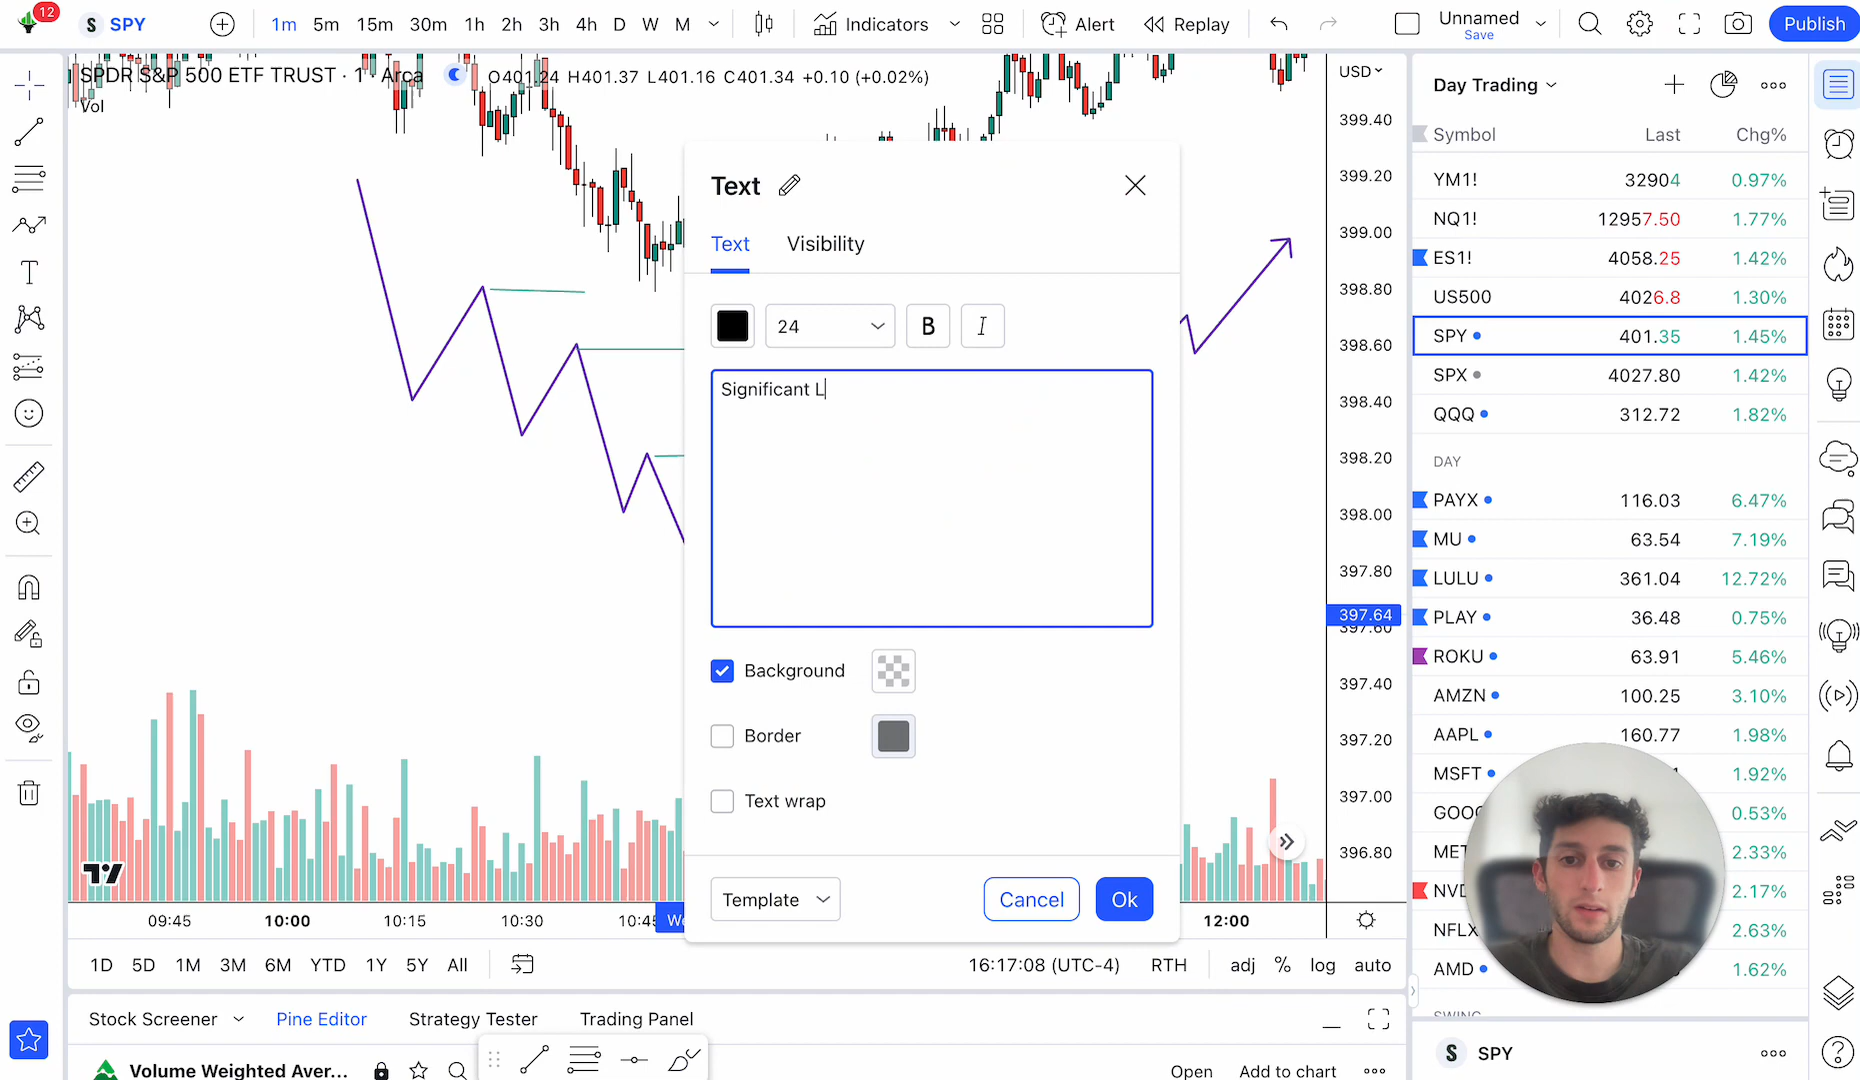 12
S SPY
1m 5m 15m 30m 1h 2h 3h 4h D W M
Indicators
Alert
Replay
Unnamed
Save
Publish
SPDR S&P 500 ETF TRUST · 1 · Arca
O401.24 H401.37 L401.16 C401.34 +0.10 (+0.02%)
Vol
USD
399.40
399.20
399.00
398.80
398.60
398.40
398.20
398.00
397.80
397.64
397.60
397.40
397.20
397.00
396.80
Text
Text Visibility
24
B
I
Significant L
Background
Border
Text wrap
Template
Cancel
Ok
09:45 10:00 10:15 10:30 10:45 We 12:00
1D 5D 1M 3M 6M YTD 1Y 5Y All
16:17:08 (UTC-4) RTH adj % log auto
Stock Screener Pine Editor Strategy Tester Trading Panel
Volume Weighted Aver...
Open Add to chart
Day Trading
Symbol Last Chg%
YM1! 32904 0.97%
NQ1! 12957.50 1.77%
ES1! 4058.25 1.42%
US500 4026.8 1.30%
SPY 401.35 1.45%
SPX 4027.80 1.42%
QQQ 312.72 1.82%
DAY
PAYX 116.03 6.47%
MU 63.54 7.19%
LULU 361.04 12.72%
PLAY 36.48 0.75%
ROKU 63.91 5.46%
AMZN 100.25 3.10%
AAPL 160.77 1.98%
MSFT 1.92%
GOOG 0.53%
MET 2.33%
NVD 2.17%
NFLX 2.63%
AMD 1.62%
SWING
S SPY